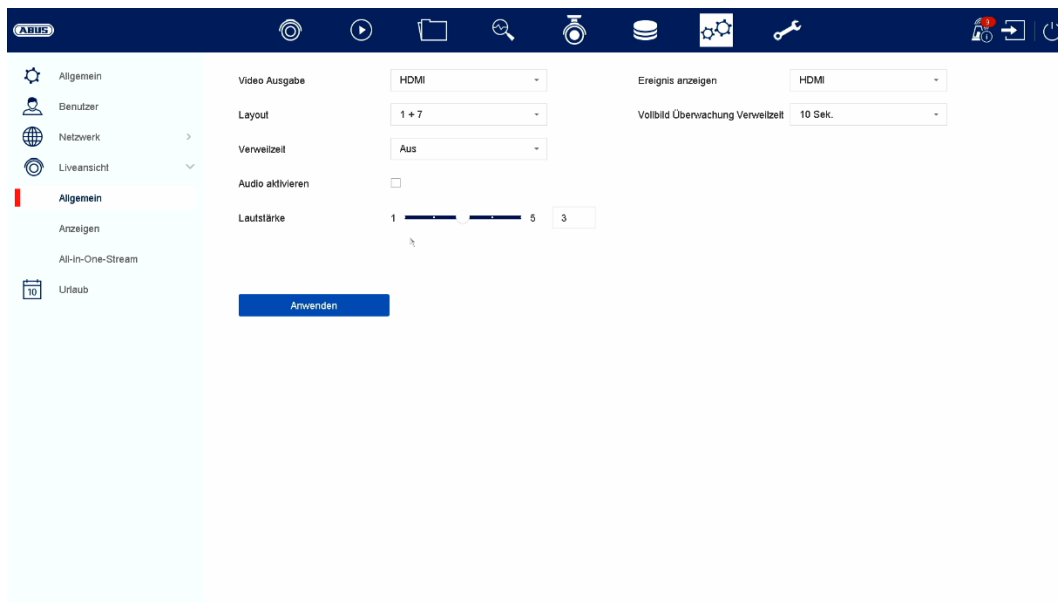 ABUS
3
Allgemein
Benutzer
Netzwerk
Liveansicht
Allgemein
Anzeigen
All-in-One-Stream
10 Urlaub
Video Ausgabe HDMI
Layout 1 + 7
Verweilzeit Aus
Audio aktivieren
Lautstärke 1 5 3
Anwenden
Ereignis anzeigen HDMI
Vollbild Überwachung Verweilzeit 10 Sek.